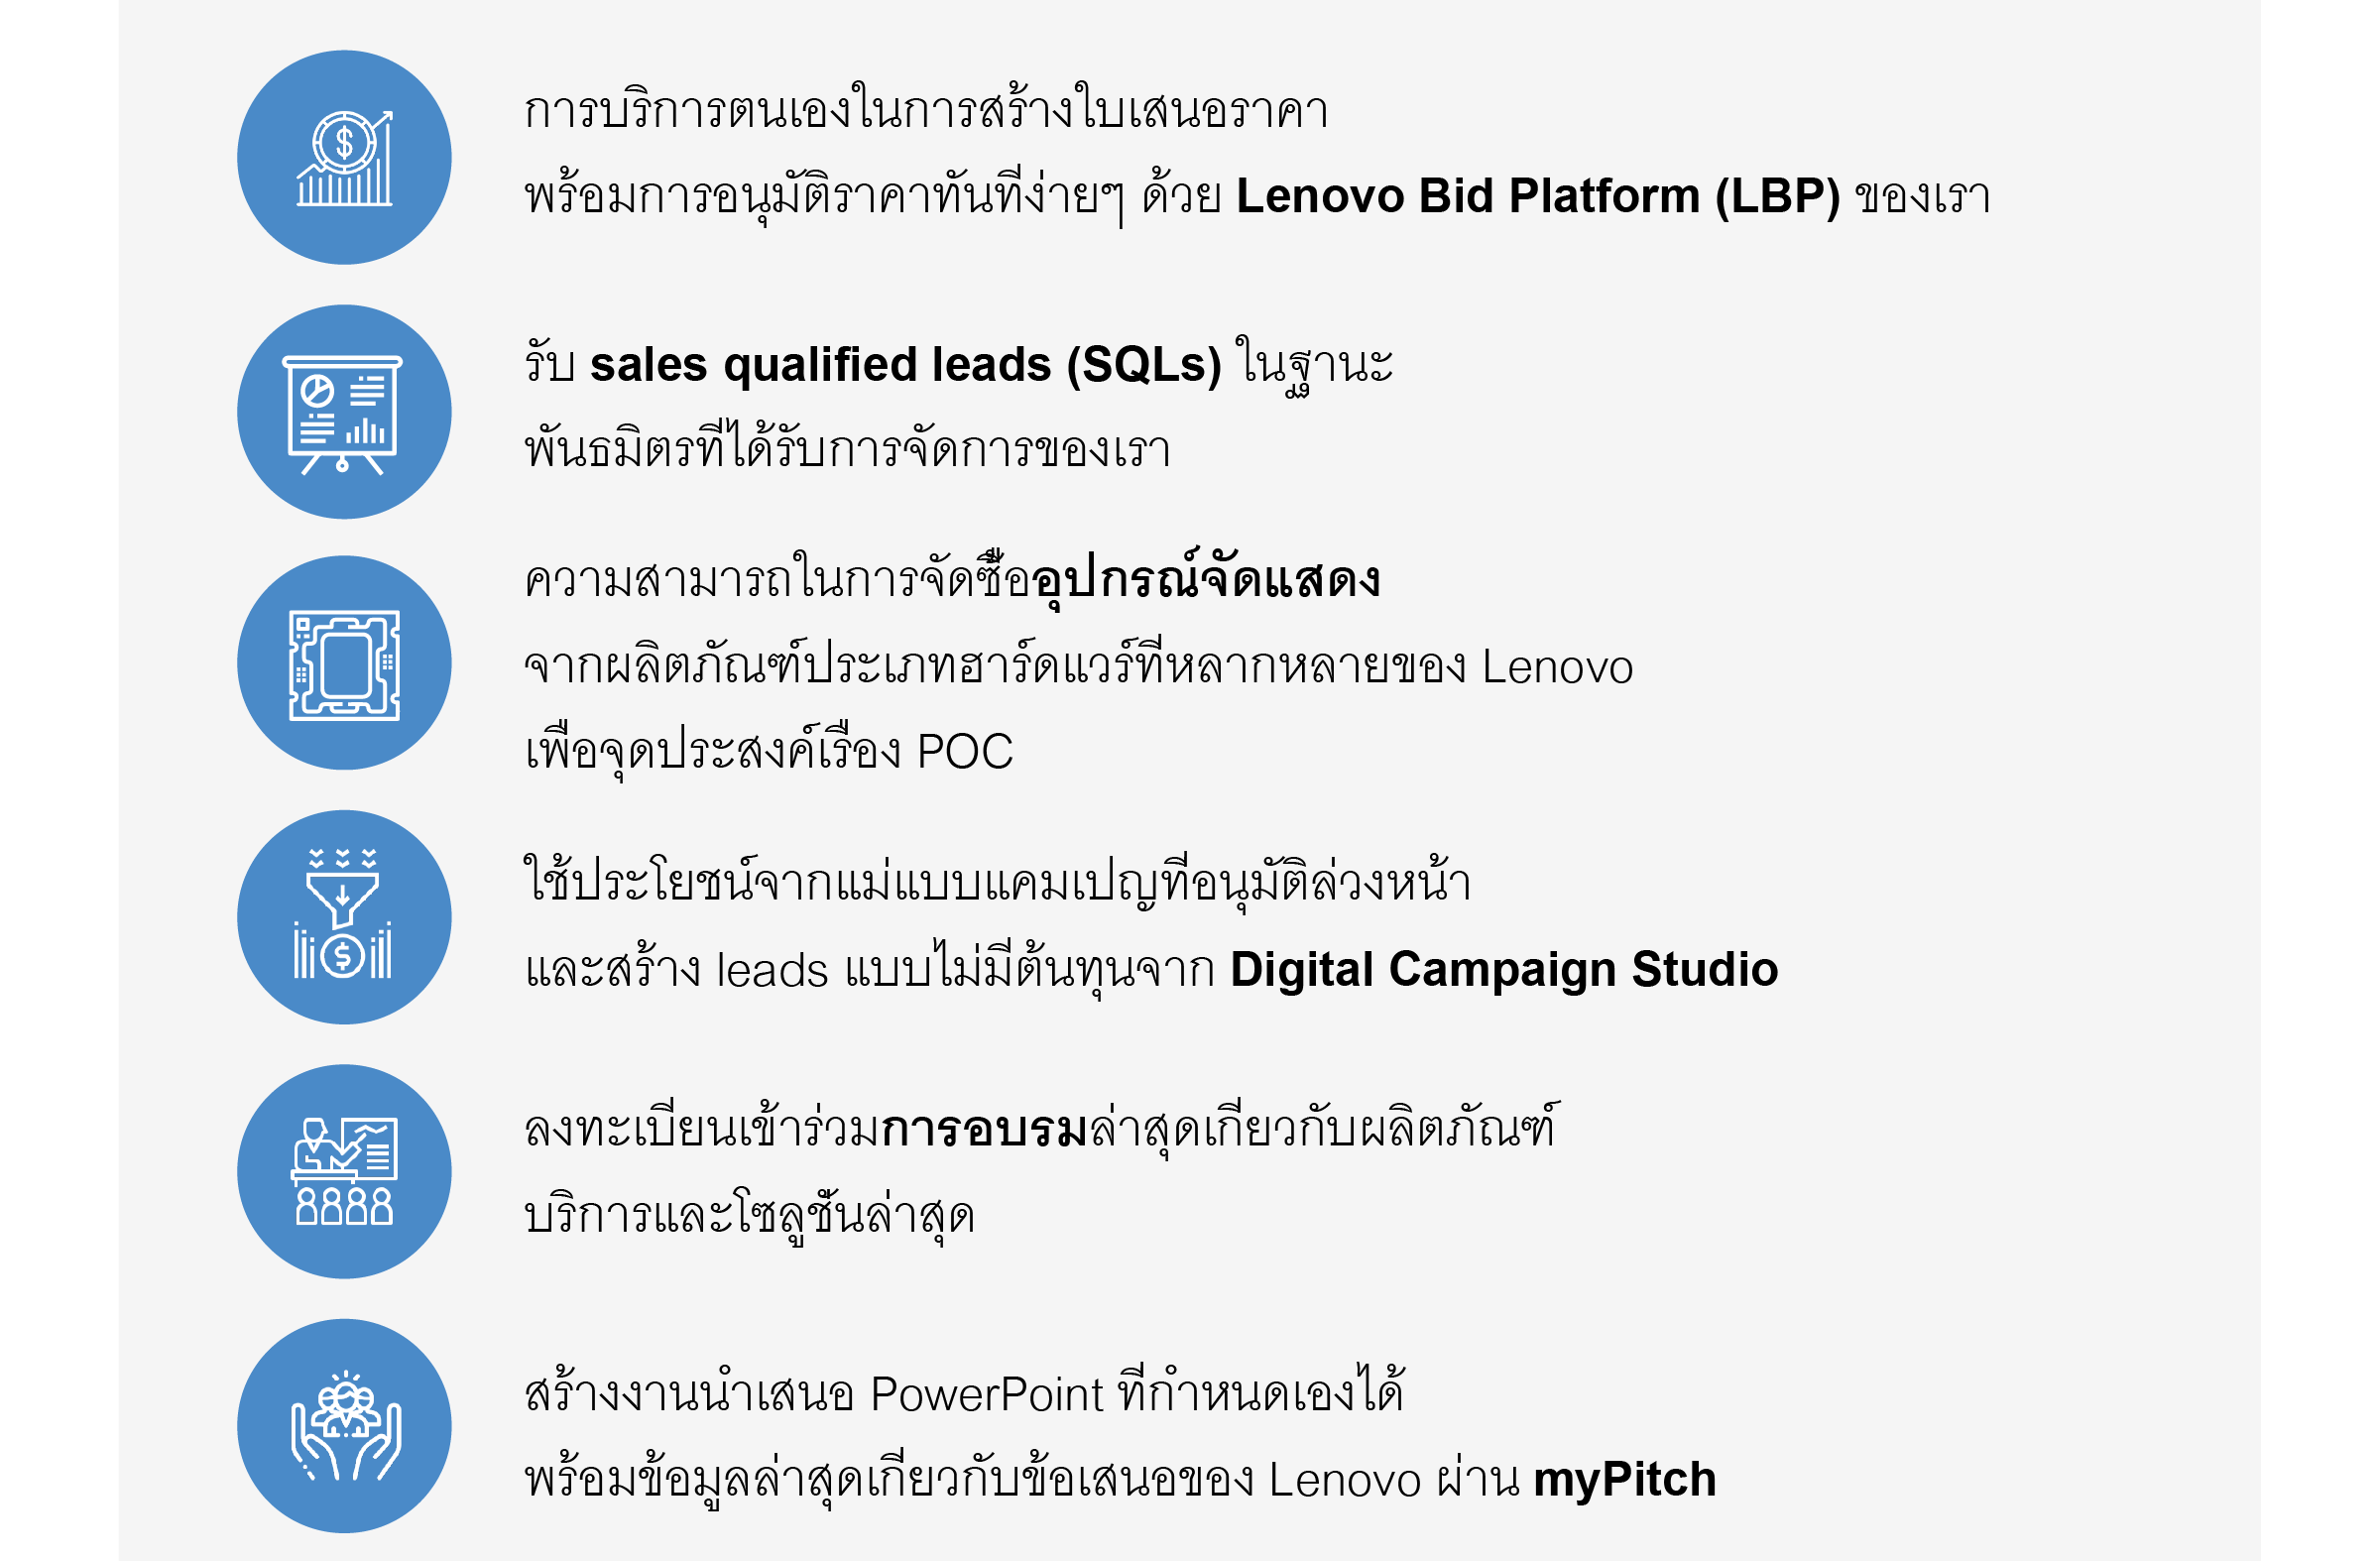 การบริการตนเองในการสร้างใบเสนอราคา
พร้อมการอนุมัติราคาทันทีง่ายๆ ด้วย Lenovo Bid Platform (LBP) ของเรา
รับ sales qualified leads (SQLs) ในฐานะ
พันธมิตรที่ได้รับการจัดการของเรา
ความสามารถในการจัดซื้ออุปกรณ์จัดแสดง
จากผลิตภัณฑ์ประเภทฮาร์ดแวร์ที่หลากหลายของ Lenovo
เพื่อจุดประสงค์เรื่อง POC
ใช้ประโยชน์จากแม่แบบแคมเปญที่อนุมัติล่วงหน้า
และสร้าง leads แบบไม่มีต้นทุนจาก Digital Campaign Studio
ลงทะเบียนเข้าร่วมการอบรมล่าสุดเกี่ยวกับผลิตภัณฑ์
บริการและโซลูชั่นล่าสุด
สร้างงานนำเสนอ PowerPoint ที่กำหนดเองได้
พร้อมข้อมูลล่าสุดเกี่ยวกับข้อเสนอของ Lenovo ผ่าน myPitch